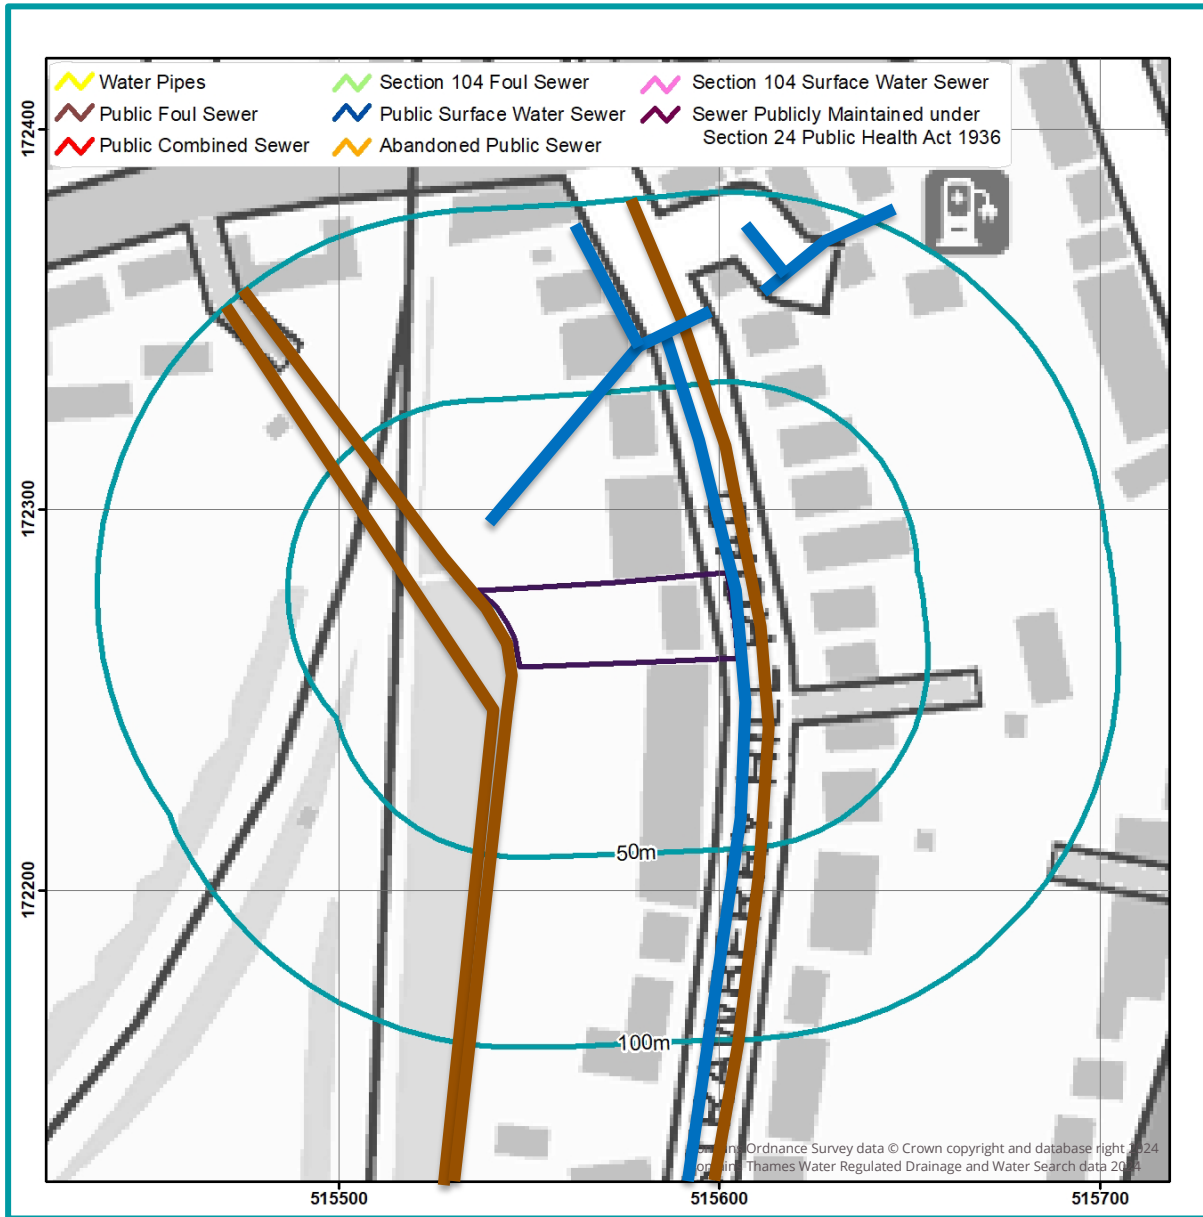 Water Pipes
Section 104 Foul Sewer
Section 104 Surface Water Sewer
Public Foul Sewer
Public Surface Water Sewer
Sewer Publicly Maintained under
Section 24 Public Health Act 1936
Public Combined Sewer
Abandoned Public Sewer
172400
172300
172200
50m
100m
Ordnance Survey data © Crown copyright and database right
Thames Water Regulated Drainage and Water Search data
515500
515600
515700